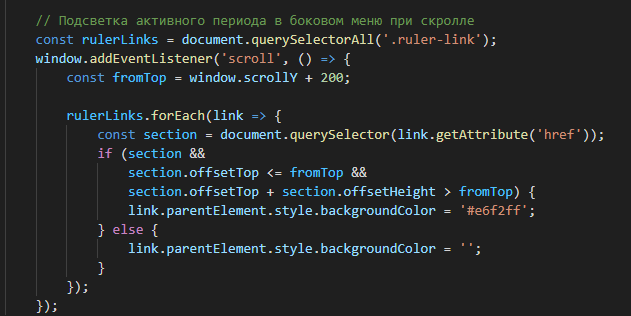 // Подсветка активного периода в боковом меню при скролле
const rulerLinks = document.querySelectorAll('.ruler-link');
window.addEventListener('scroll', () => {
    const fromTop = window.scrollY + 200;

    rulerLinks.forEach(link => {
        const section = document.querySelector(link.getAttribute('href'));
        if (section &&
            section.offsetTop <= fromTop &&
            section.offsetTop + section.offsetHeight > fromTop) {
            link.parentElement.style.backgroundColor = '#e6f2ff';
        } else {
            link.parentElement.style.backgroundColor = '';
        }
    });
});